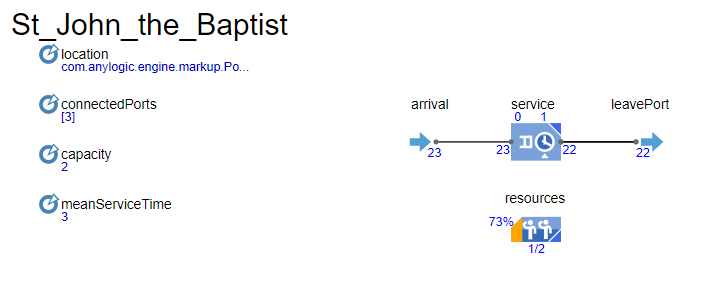 St_John_the_Baptist
location
com.anylogic.engine.markup.Po...
connectedPorts
[3]
capacity
2
meanServiceTime
3
arrival service leavePort
0 1
23 23 22 22
resources
73%
1/2